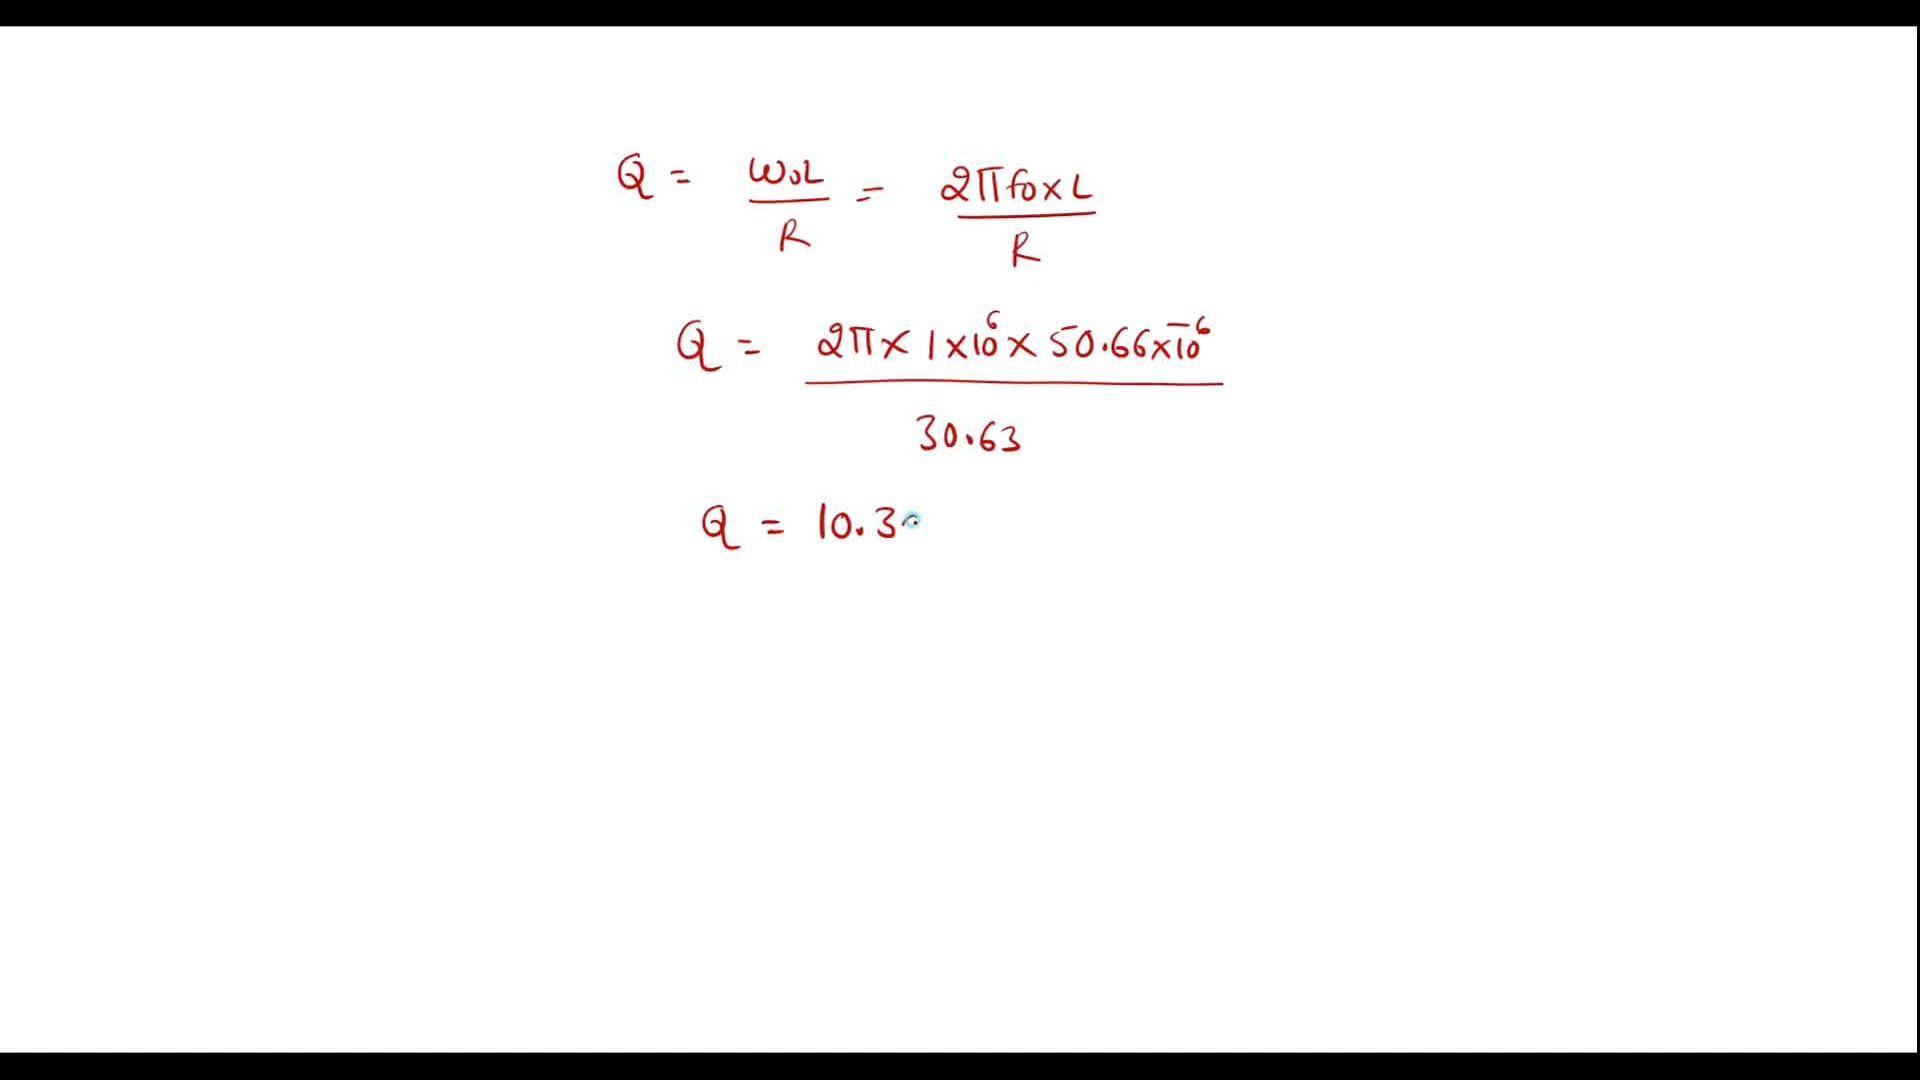 Q = ω₀L / R = 2πf₀ × L / R
Q = 2π × 1 × 10⁶ × 50.66 × 10⁻⁶ / 30.63
Q = 10.3